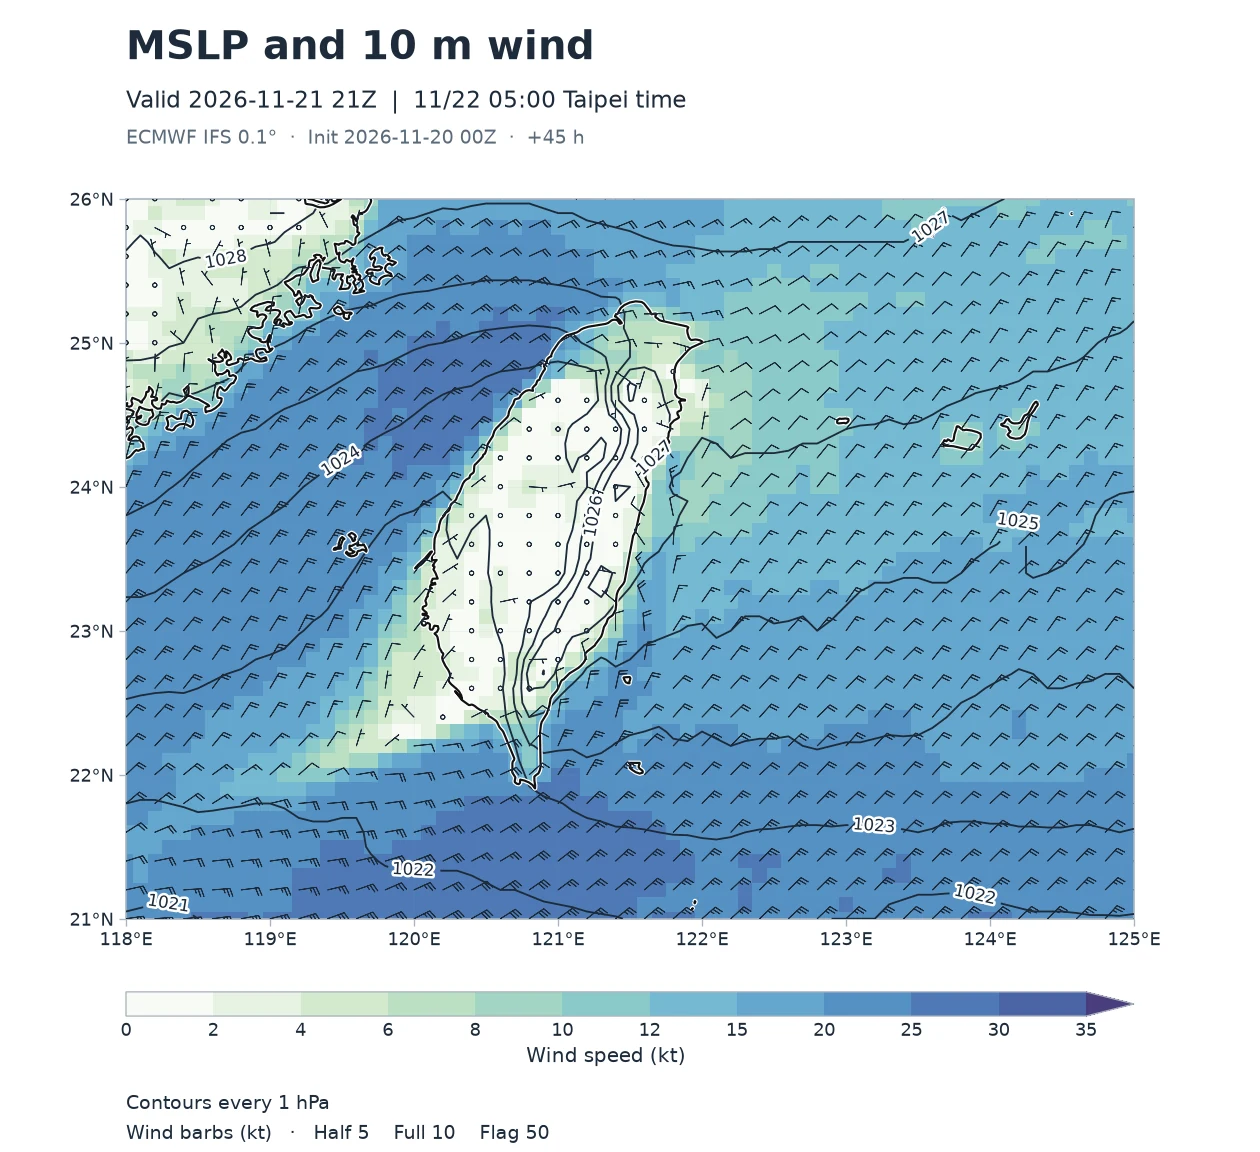 MSLP and 10 m wind
Valid 2026-11-21 21Z | 11/22 05:00 Taipei time
ECMWF IFS 0.1° · Init 2026-11-20 00Z · +45 h
26°N
1027
1028
25°N
1024
1027
24°N
1026
1025
23°N
22°N
1023
1022
1021
1022
21°N
118°E 119°E 120°E 121°E 122°E 123°E 124°E 125°E
0 2 4 6 8 10 12 15 20 25 30 35
Wind speed (kt)
Contours every 1 hPa
Wind barbs (kt) · Half 5 Full 10 Flag 50